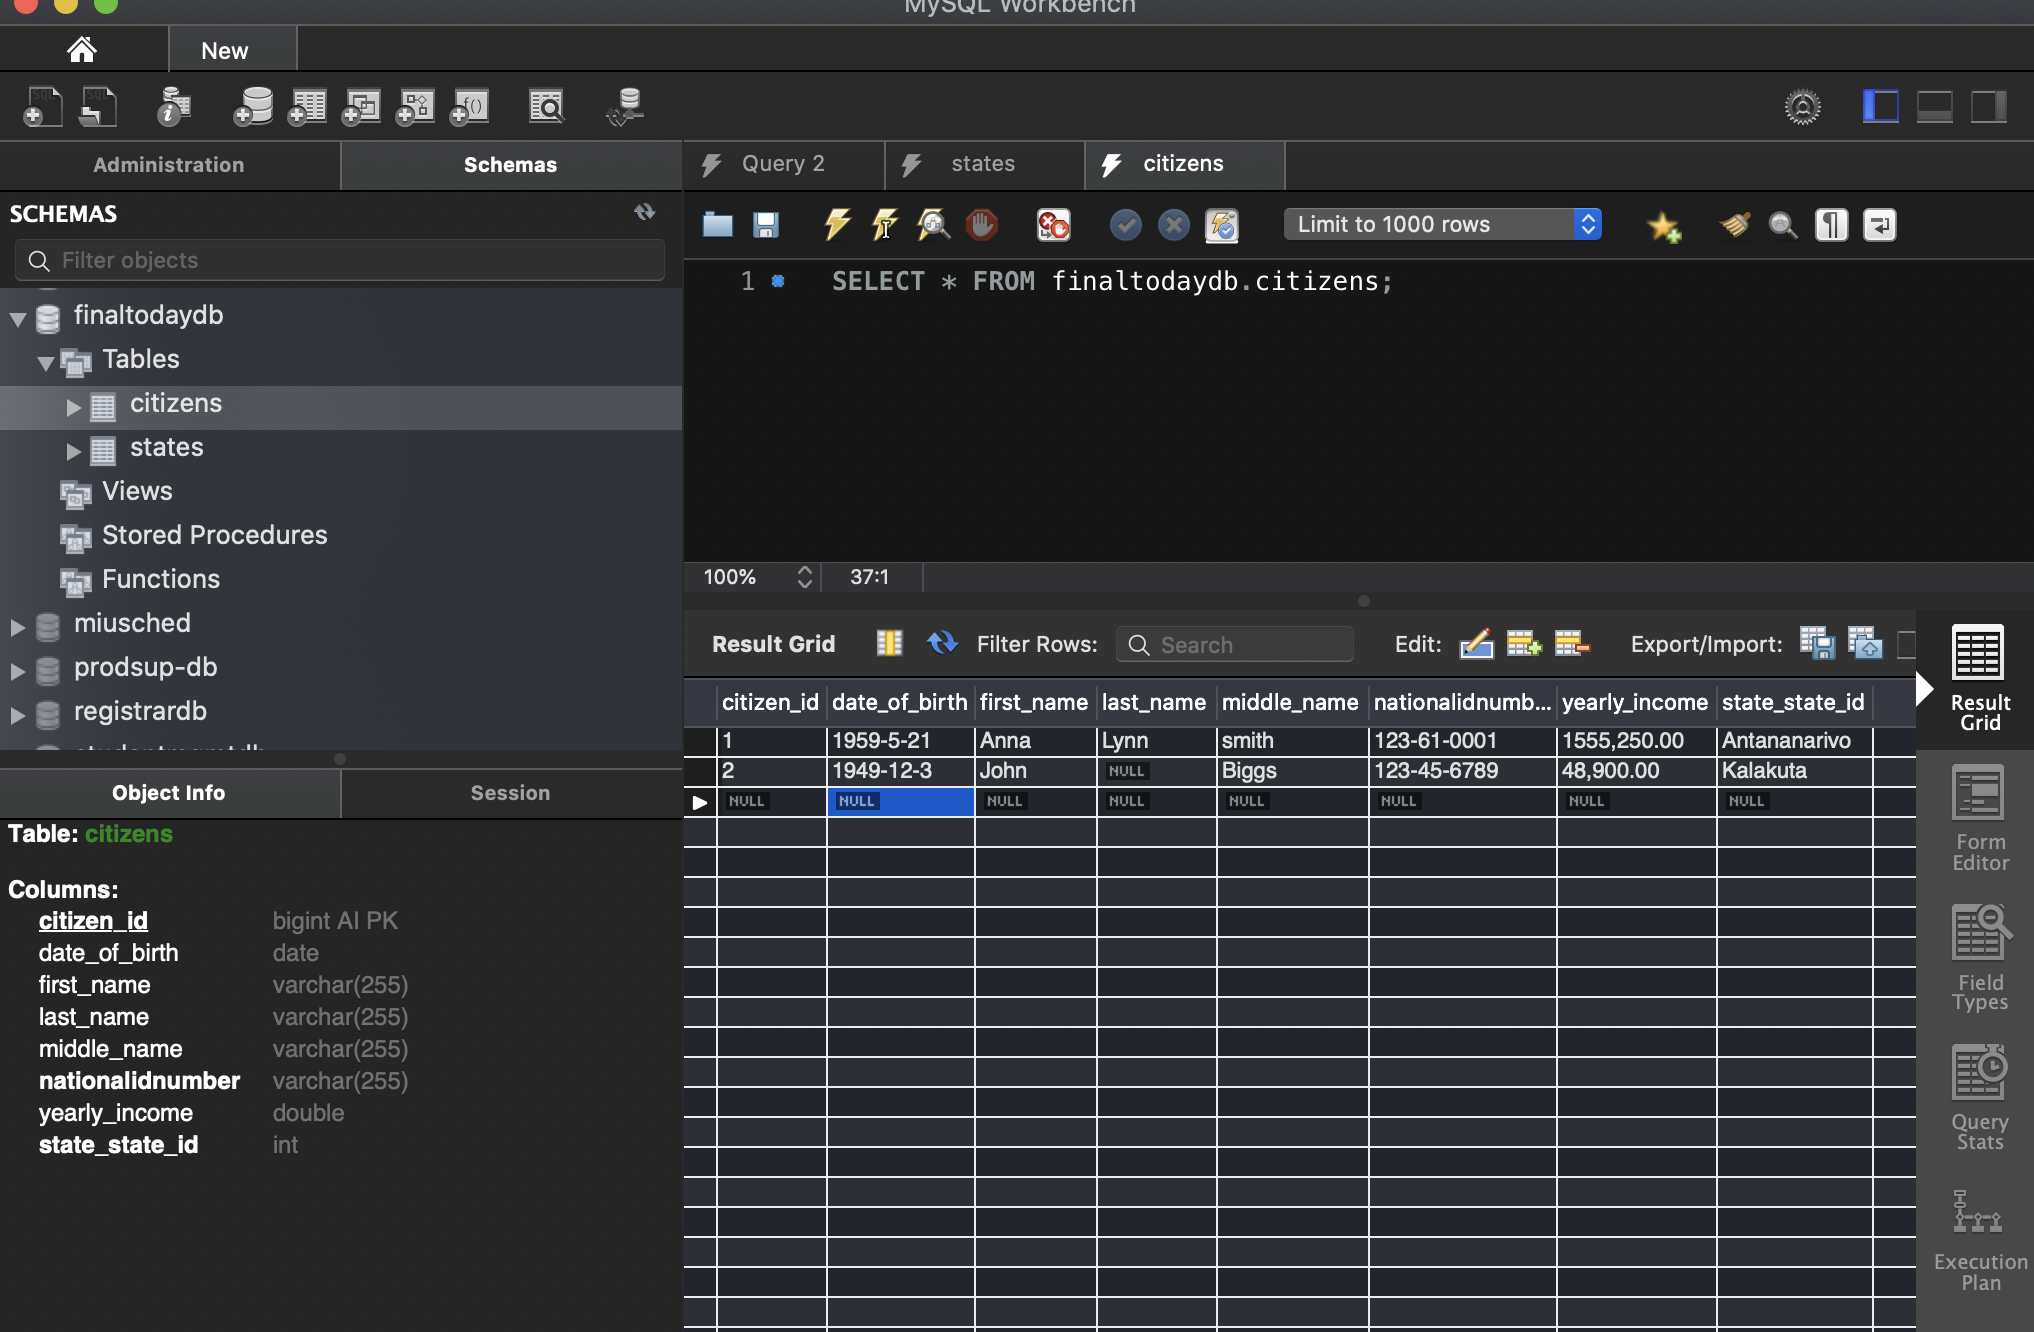 MySQL Workbench
New
Administration
Schemas
Query 2
states
citizens
SCHEMAS
Filter objects
finaltodaydb
Tables
citizens
states
Views
Stored Procedures
Functions
miusched
prodsup-db
registrardb
Limit to 1000 rows
1 SELECT * FROM finaltodaydb.citizens;
100% 37:1
Result Grid Filter Rows: Search Edit: Export/Import:
citizen_id date_of_birth first_name last_name middle_name nationalidnumb... yearly_income state_state_id
1 1959-5-21 Anna Lynn smith 123-61-0001 1555,250.00 Antananarivo
2 1949-12-3 John NULL Biggs 123-45-6789 48,900.00 Kalakuta
NULL NULL NULL NULL NULL NULL NULL NULL
Result
Grid
Form
Editor
Field
Types
Query
Stats
Execution
Plan
Object Info
Session
Table: citizens
Columns:
citizen_id bigint AI PK
date_of_birth date
first_name varchar(255)
last_name varchar(255)
middle_name varchar(255)
nationalidnumber varchar(255)
yearly_income double
state_state_id int